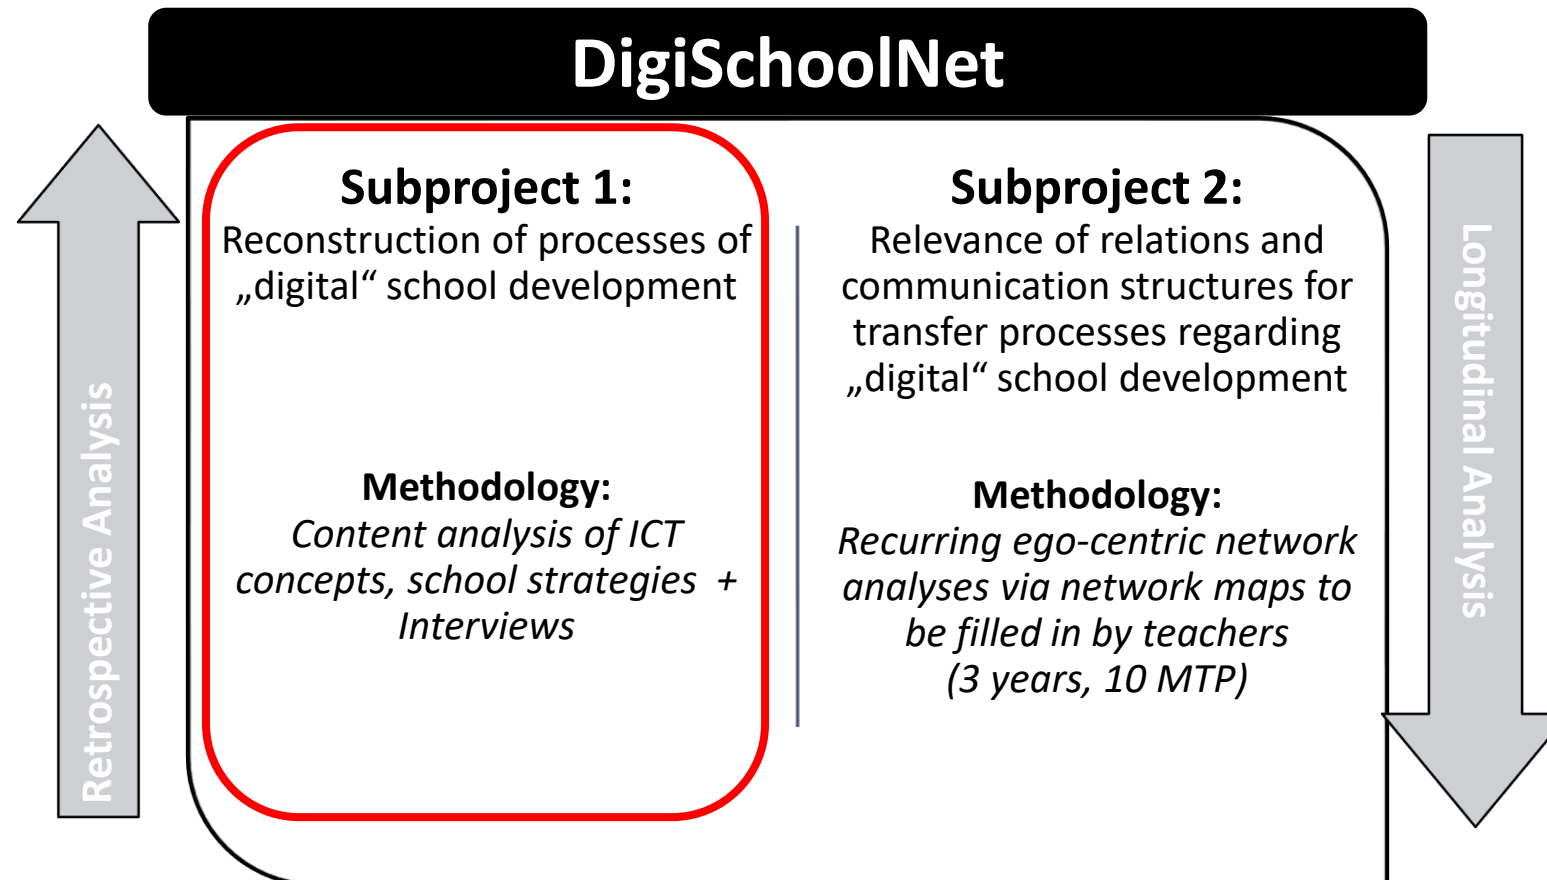 DigiSchoolNet
Retrospective Analysis
Subproject 1:
Reconstruction of processes of
„digital“ school development
Methodology:
Content analysis of ICT
concepts, school strategies  +
Interviews
Subproject 2:
Relevance of relations and
communication structures for
transfer processes regarding
„digital“ school development
Methodology:
Recurring ego-centric network
analyses via network maps to
be filled in by teachers
(3 years, 10 MTP)
Longitudinal Analysis